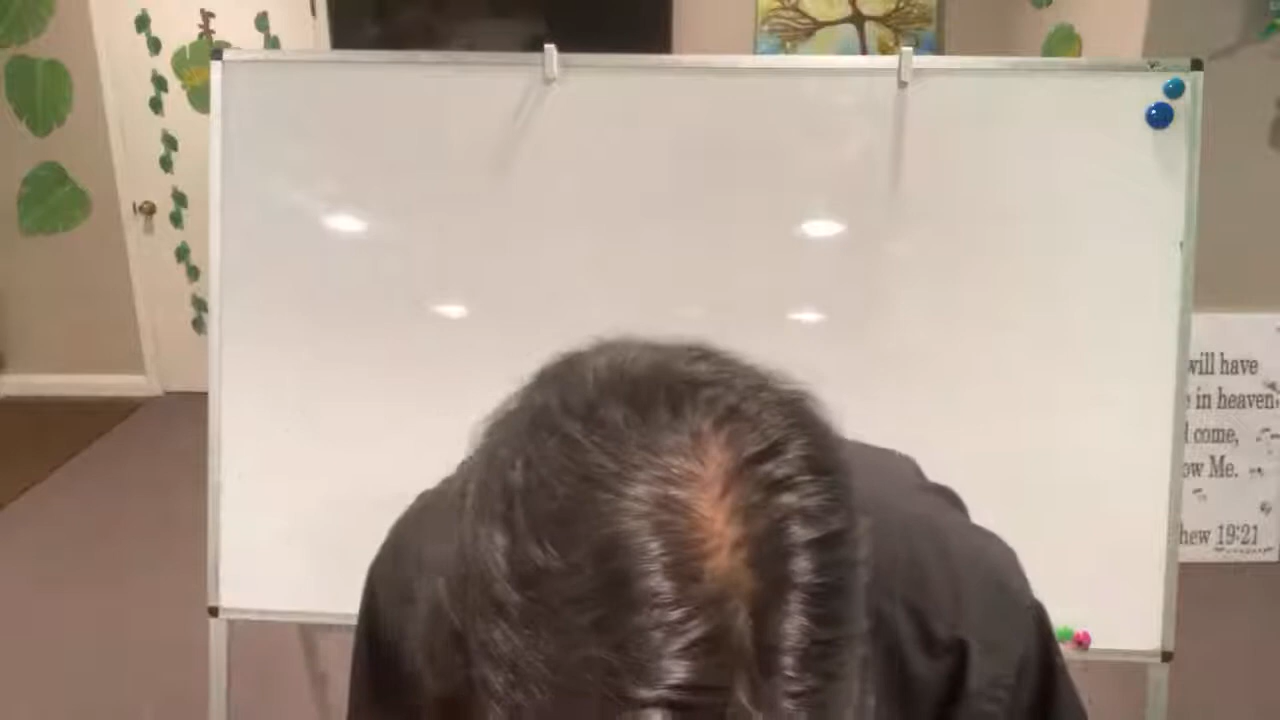 will have
in heaven.
come,
ow Me.
hew 19:21